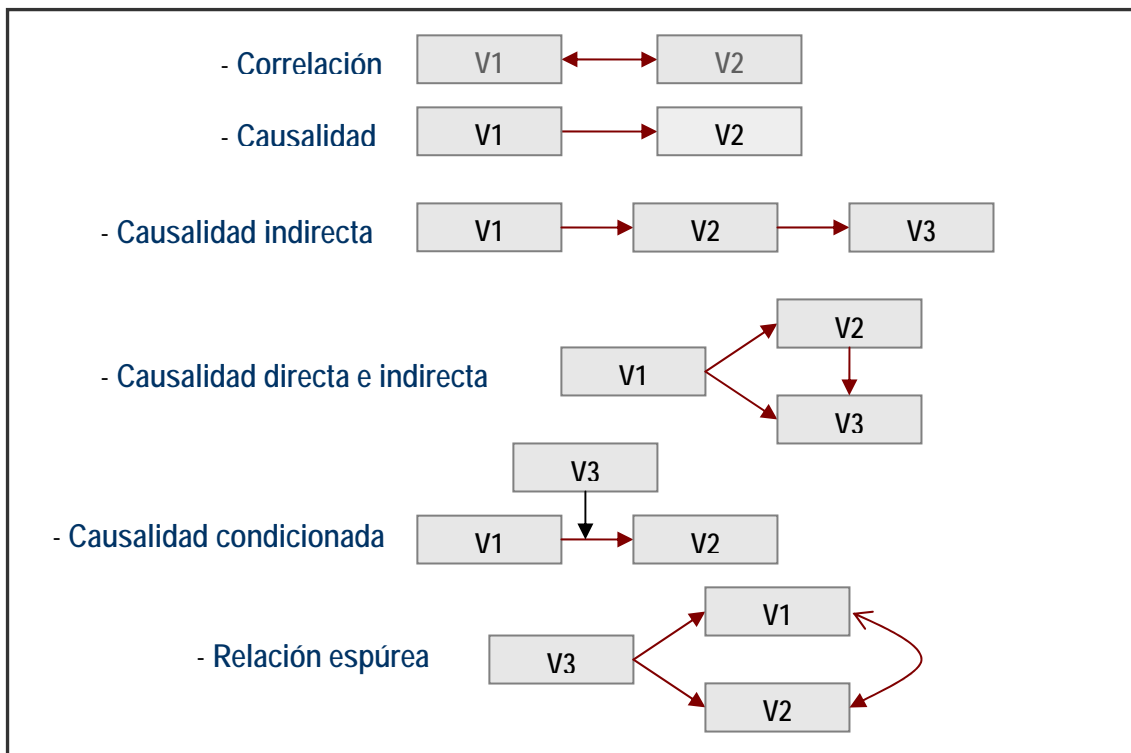 - Correlación V1 V2
- Causalidad V1 V2
- Causalidad indirecta V1 V2 V3
V2
- Causalidad directa e indirecta V1
V3
V3
- Causalidad condicionada V1 V2
V1
- Relación espúrea V3
V2